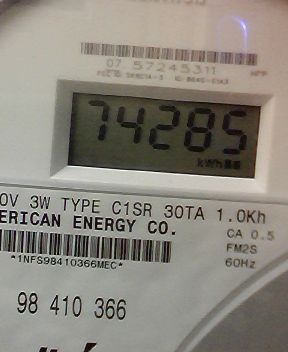 07 57245311
74285
kWh
0V 3W TYPE C1SR 30TA 1.0Kh
ERICAN ENERGY CO.
CA 0.5
FM2S
60Hz
*1NFS98410366MEC*
98 410 366